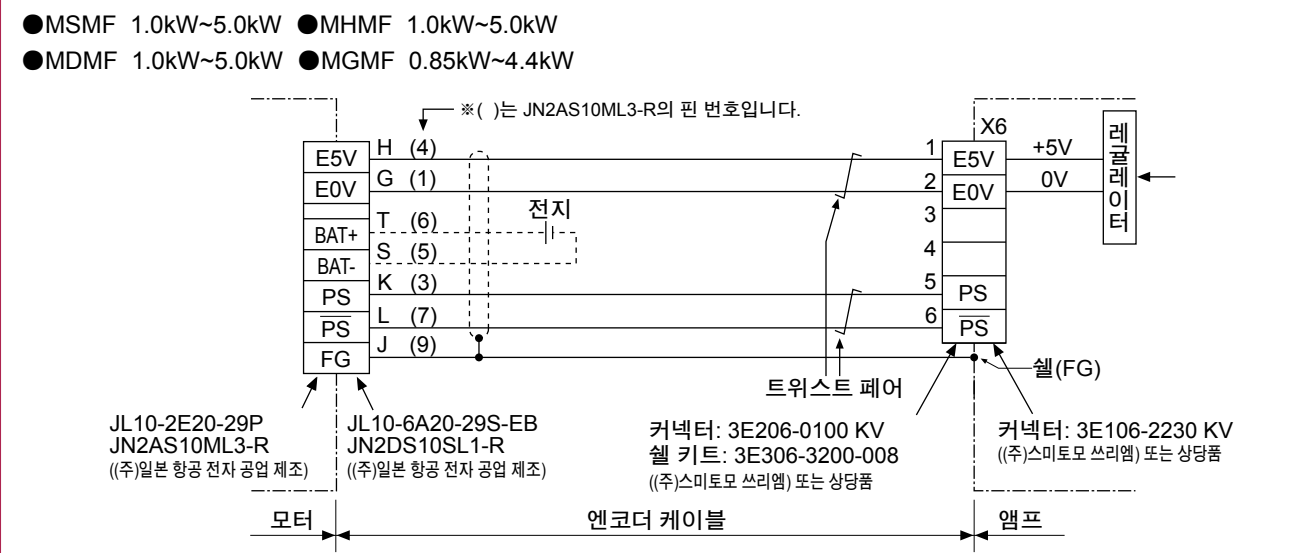 ●MSMF 1.0kW~5.0kW ●MHMF 1.0kW~5.0kW
●MDMF 1.0kW~5.0kW ●MGMF 0.85kW~4.4kW
※( )는 JN2AS10ML3-R의 핀 번호입니다.
X6
E5V H (4) 1 E5V +5V
E0V G (1) 2 E0V 0V
레귤레이터
3
BAT+ T (6) 전지
4
BAT- S (5)
PS K (3) 5 PS
P̅S̅ L (7) 6 P̅S̅
FG J (9)
쉘(FG)
트위스트 페어
JL10-2E20-29P
JN2AS10ML3-R
((주)일본 항공 전자 공업 제조)
JL10-6A20-29S-EB
JN2DS10SL1-R
((주)일본 항공 전자 공업 제조)
커넥터: 3E206-0100 KV
쉘 키트: 3E306-3200-008
((주)스미토모 쓰리엠) 또는 상당품
커넥터: 3E106-2230 KV
((주)스미토모 쓰리엠) 또는 상당품
모터 엔코더 케이블 앰프